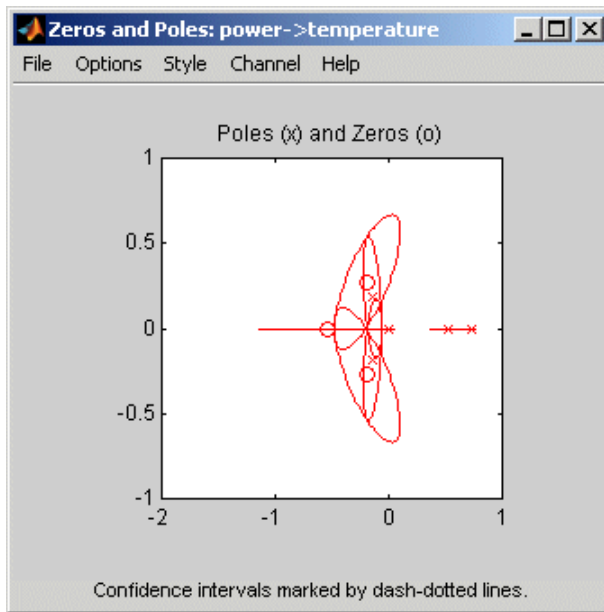 Zeros and Poles: power->temperature
File Options Style Channel Help
Poles (x) and Zeros (o)
1
0.5
0
-0.5
-1
-2 -1 0 1
Confidence intervals marked by dash-dotted lines.